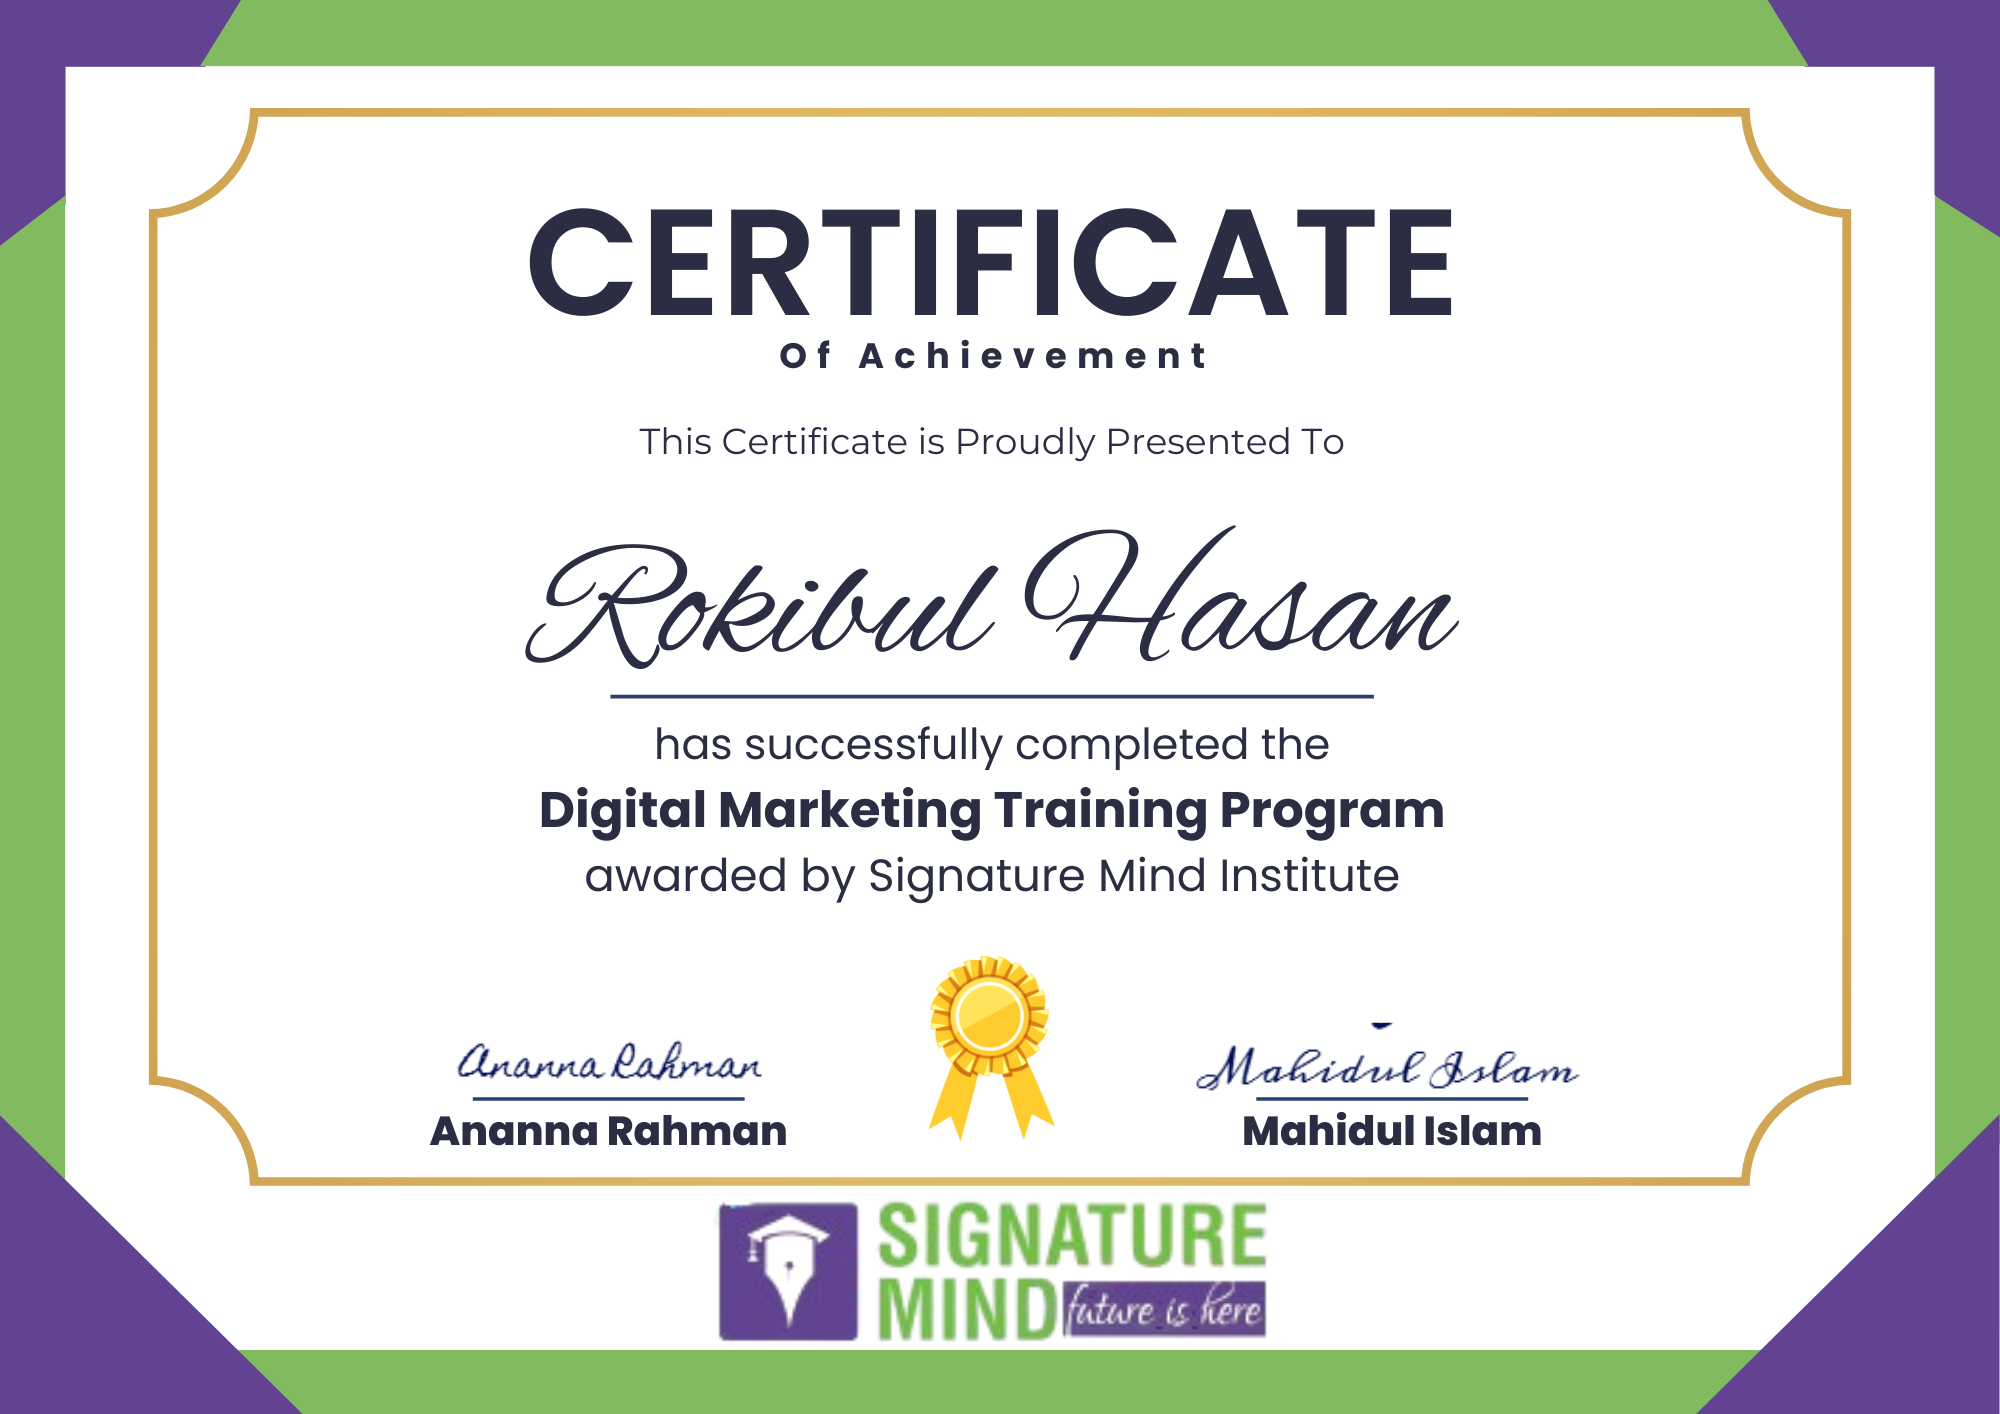 CERTIFICATE
Of Achievement
This Certificate is Proudly Presented To
Rokibul Hasan
has successfully completed the
Digital Marketing Training Program
awarded by Signature Mind Institute
Ananna Rahman
Mahidul Islam
Ananna Rahman
Mahidul Islam
SIGNATURE
MIND future is here